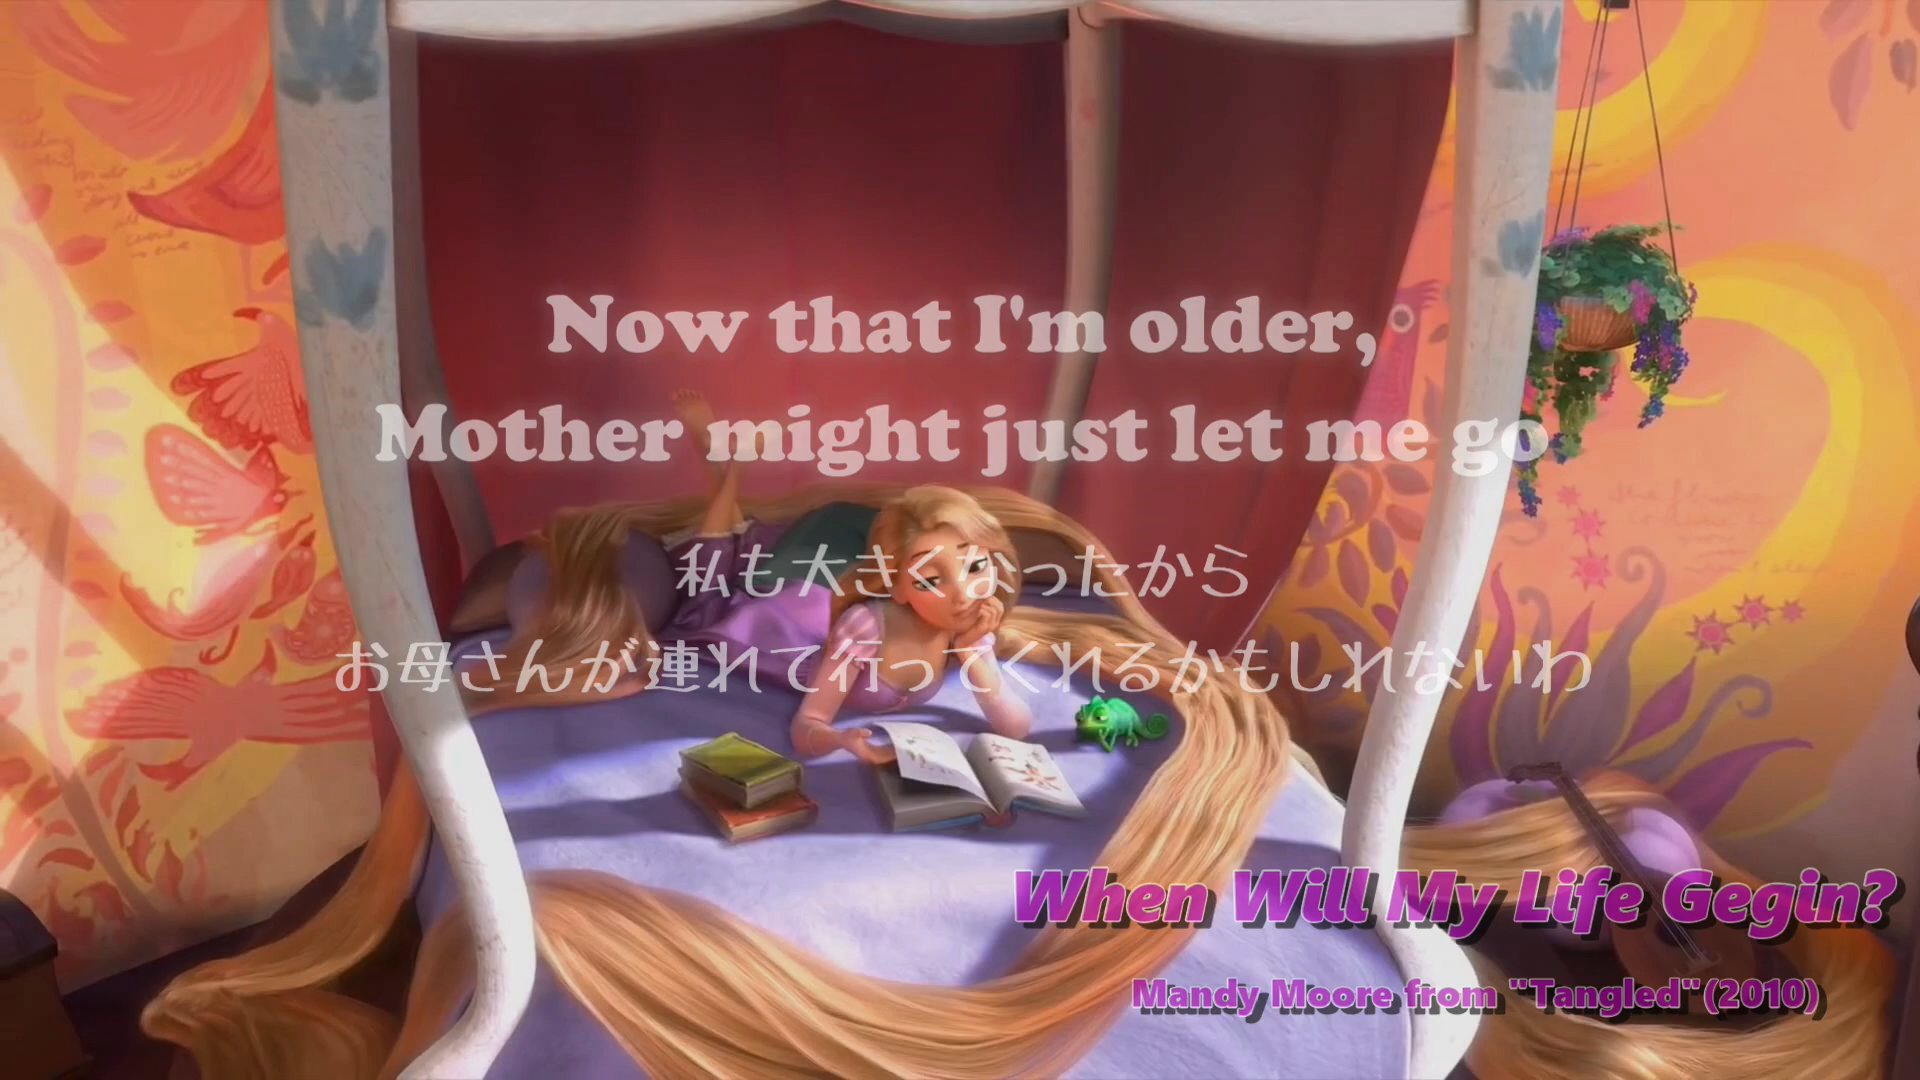 Now that I'm older,
Mother might just let me go
私も大きくなったから
お母さんが連れて行ってくれるかもしれないわ
When Will My Life Gegin?
Mandy Moore from "Tangled"(2010)